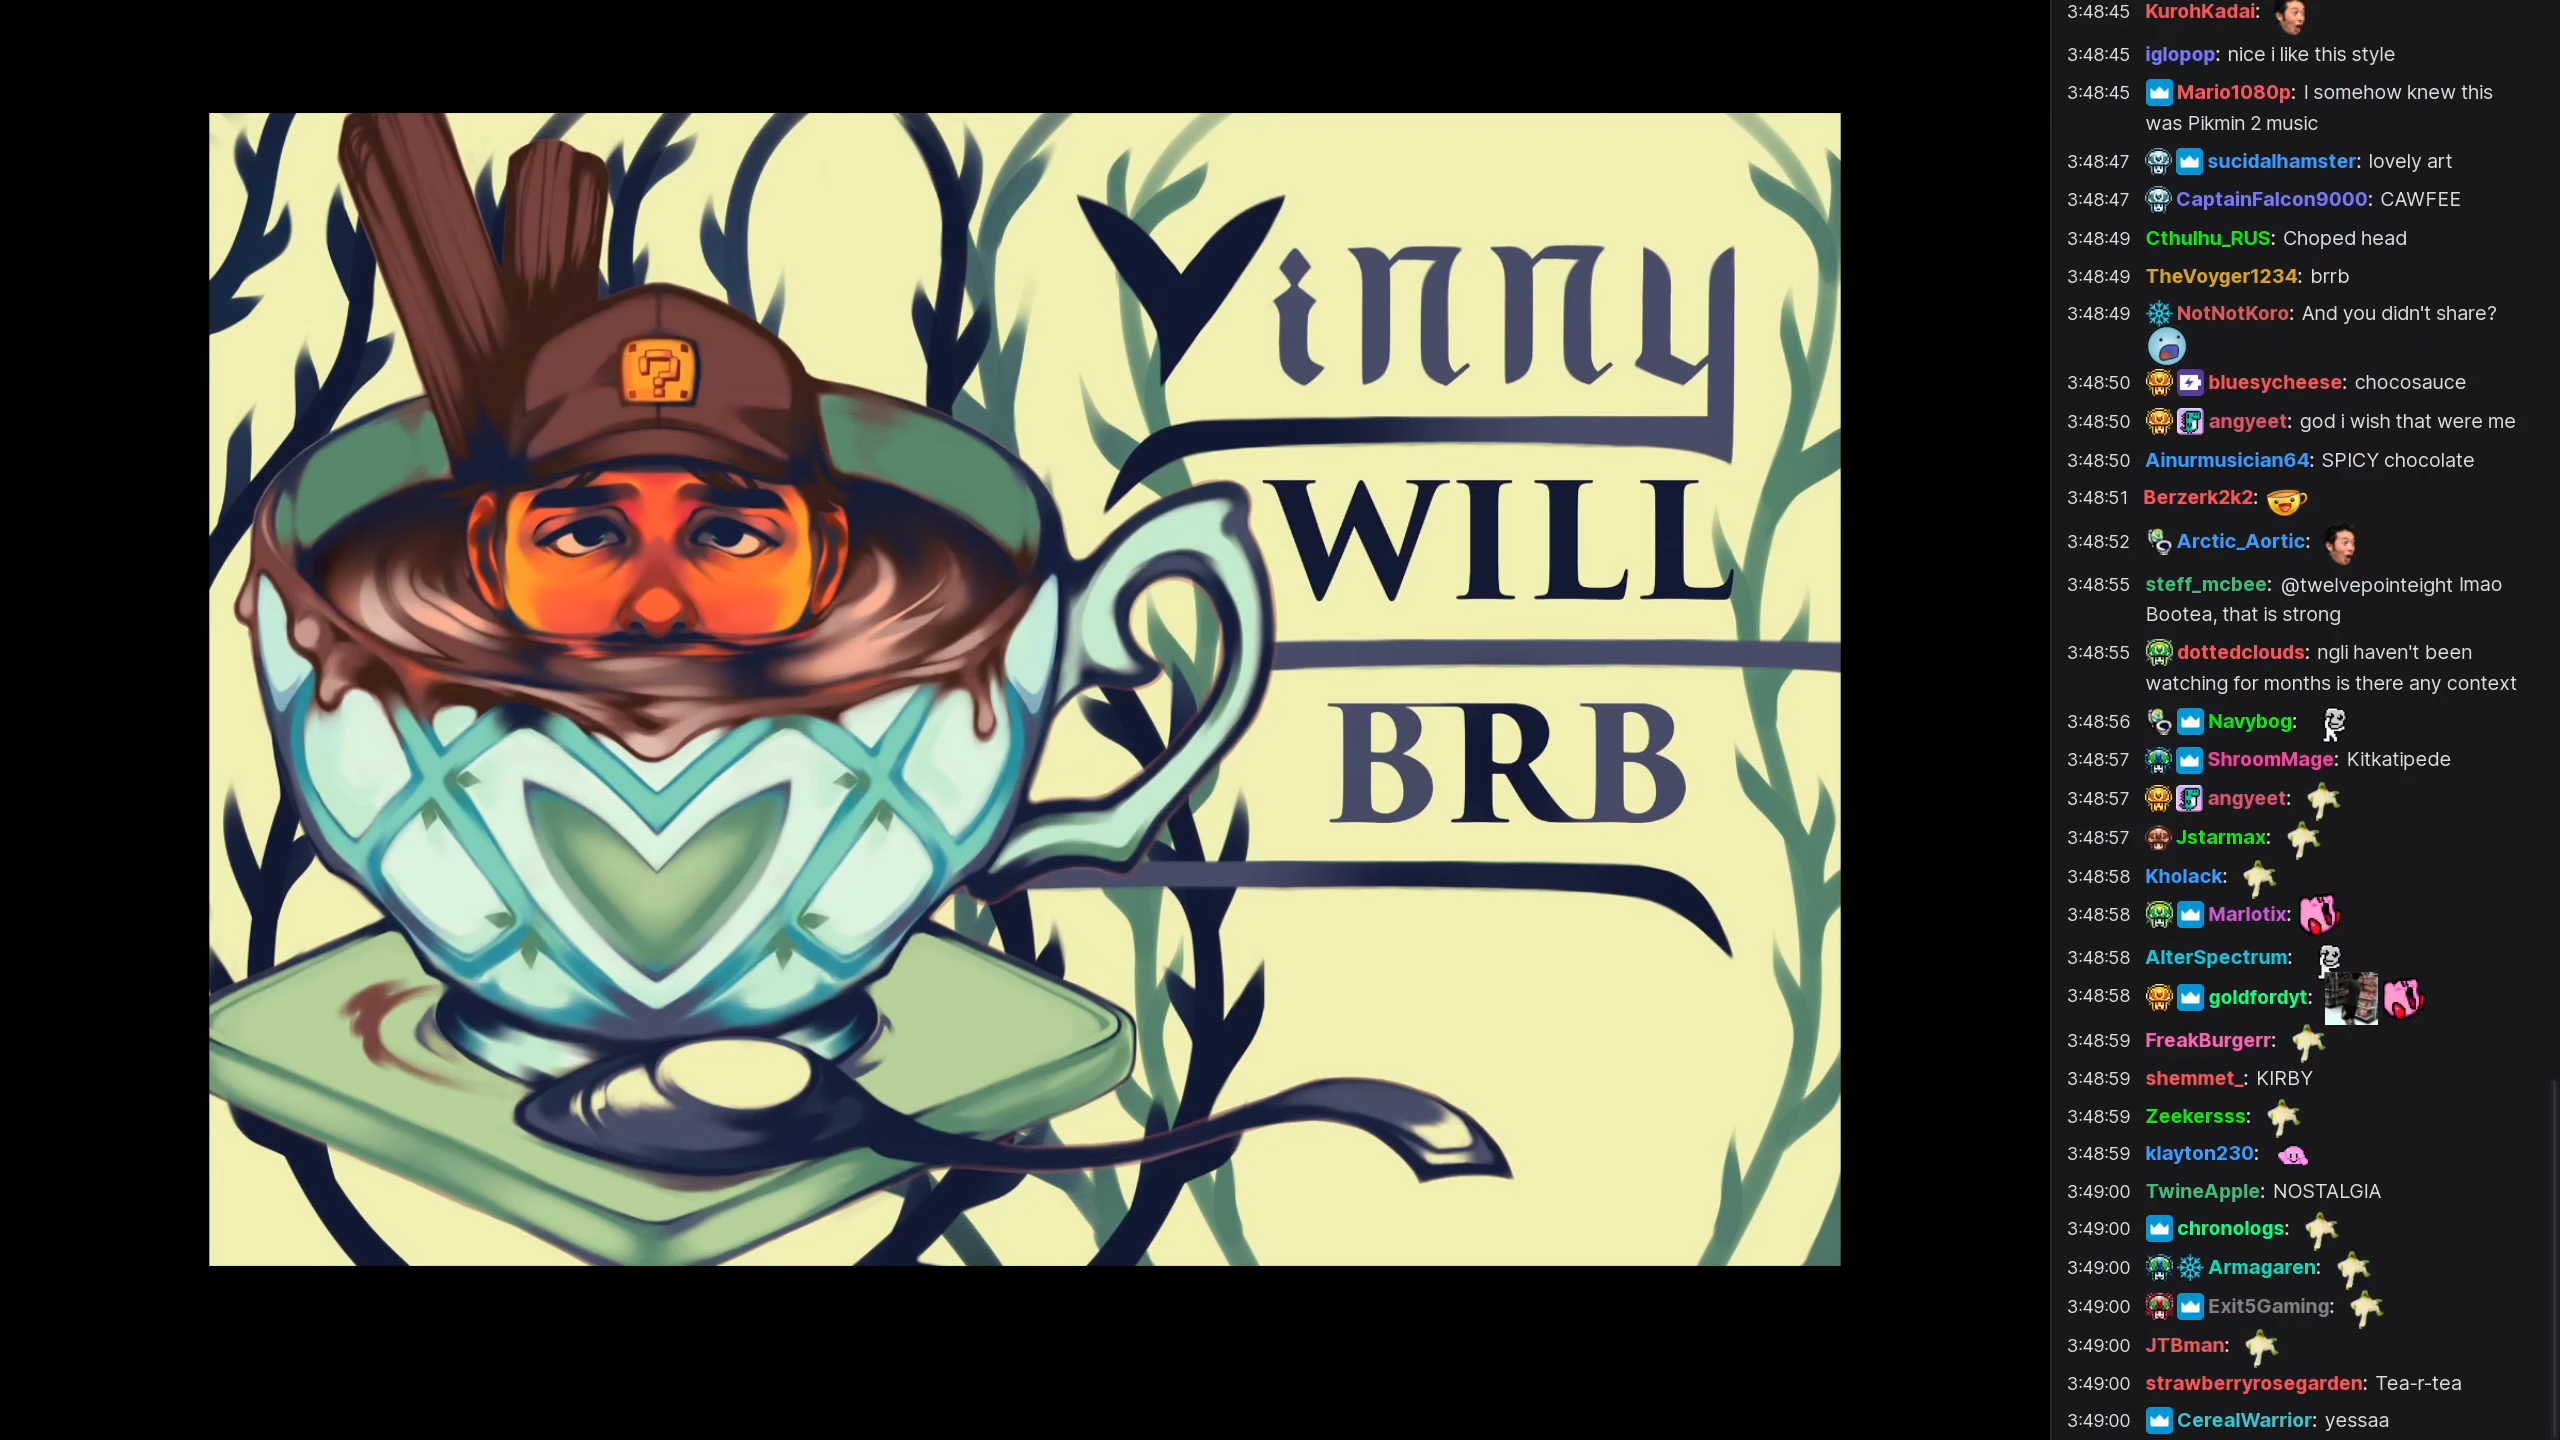 Vinny
WILL
BRB
3:48:45 KurohKadai:
3:48:45 iglopop: nice i like this style
3:48:45 Mario1080p: I somehow knew this
was Pikmin 2 music
3:48:47 sucidalhamster: lovely art
3:48:47 CaptainFalcon9000: CAWFEE
3:48:49 Cthulhu_RUS: Choped head
3:48:49 TheVoyger1234: brrb
3:48:49 NotNotKoro: And you didn't share?
3:48:50 bluesycheese: chocosauce
3:48:50 angyeet: god i wish that were me
3:48:50 Ainurmusician64: SPICY chocolate
3:48:51 Berzerk2k2:
3:48:52 Arctic_Aortic:
3:48:55 steff_mcbee: @twelvepointeight lmao
Bootea, that is strong
3:48:55 dottedclouds: ngli haven't been
watching for months is there any context
3:48:56 Navybog:
3:48:57 ShroomMage: Kitkatipede
3:48:57 angyeet:
3:48:57 Jstarmax:
3:48:58 Kholack:
3:48:58 Marlotix:
3:48:58 AlterSpectrum:
3:48:58 goldfordyt:
3:48:59 FreakBurgerr:
3:48:59 shemmet_: KIRBY
3:48:59 Zeekersss:
3:48:59 klayton230:
3:49:00 TwineApple: NOSTALGIA
3:49:00 chronologs:
3:49:00 Armagaren:
3:49:00 Exit5Gaming:
3:49:00 JTBman:
3:49:00 strawberryrosegarden: Tea-r-tea
3:49:00 CerealWarrior: yessaa